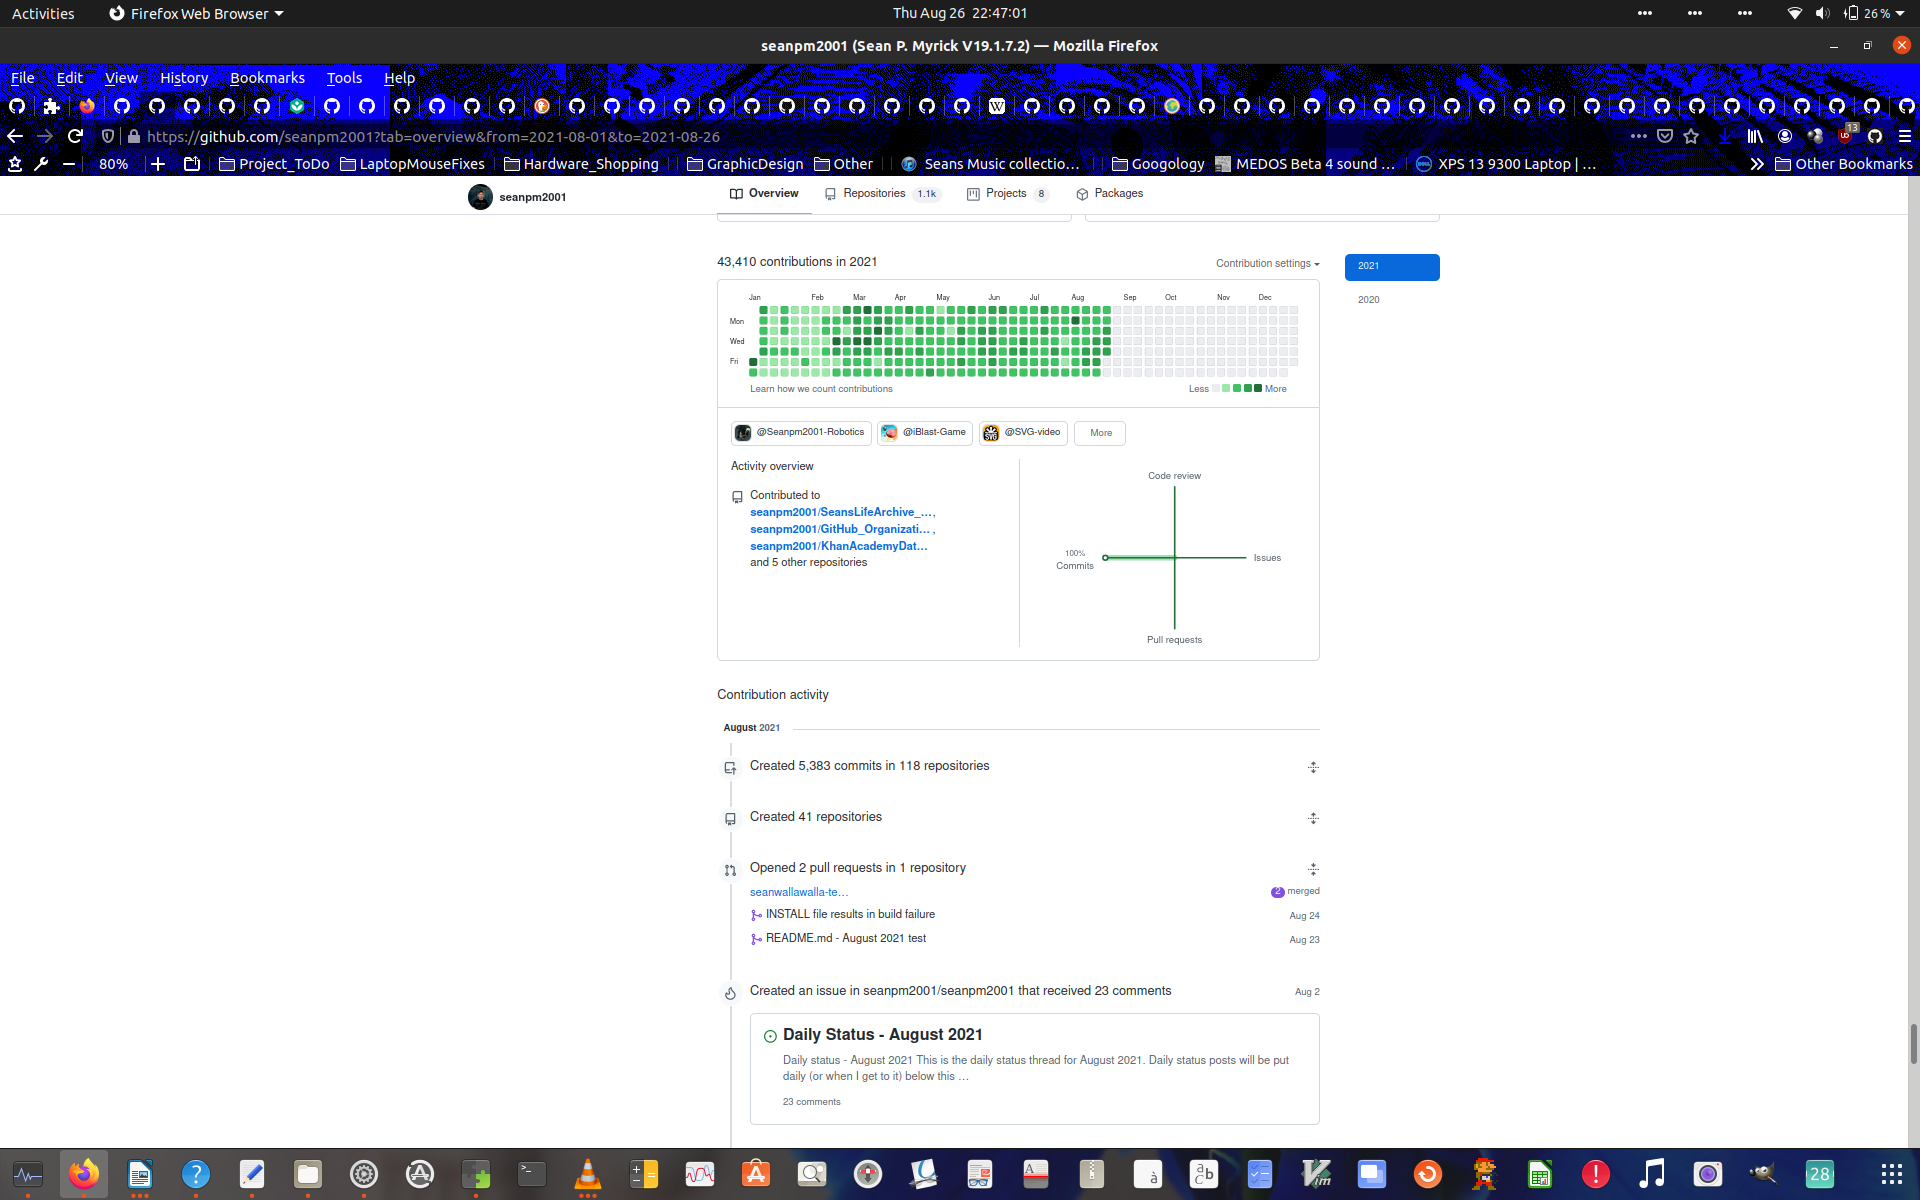 Activities
Firefox Web Browser
Thu Aug 26 22:47:01
26 %
seanpm2001 (Sean P. Myrick V19.1.7.2) — Mozilla Firefox
File Edit View History Bookmarks Tools Help
https://github.com/seanpm2001?tab=overview&from=2021-08-01&to=2021-08-26
13
80%
Project_ToDo
LaptopMouseFixes
Hardware_Shopping
GraphicDesign
Other
Seans Music collectio…
Googology
MEDOS Beta 4 sound …
XPS 13 9300 Laptop | …
Other Bookmarks
seanpm2001
Overview
Repositories 1.1k
Projects 8
Packages
43,410 contributions in 2021
Contribution settings
2021
2020
Jan Feb Mar Apr May Jun Jul Aug Sep Oct Nov Dec
Mon
Wed
Fri
Learn how we count contributions
Less
More
@Seanpm2001-Robotics
@iBlast-Game
@SVG-video
More
Activity overview
Contributed to
seanpm2001/SeansLifeArchive_… ,
seanpm2001/GitHub_Organizati… ,
seanpm2001/KhanAcademyDat…
and 5 other repositories
Code review
100%
Commits
Issues
Pull requests
Contribution activity
August 2021
Created 5,383 commits in 118 repositories
Created 41 repositories
Opened 2 pull requests in 1 repository
seanwallawalla-te…
2 merged
INSTALL file results in build failure
Aug 24
README.md - August 2021 test
Aug 23
Created an issue in seanpm2001/seanpm2001 that received 23 comments
Aug 2
Daily Status - August 2021
Daily status - August 2021 This is the daily status thread for August 2021. Daily status posts will be put
daily (or when I get to it) below this …
23 comments
28